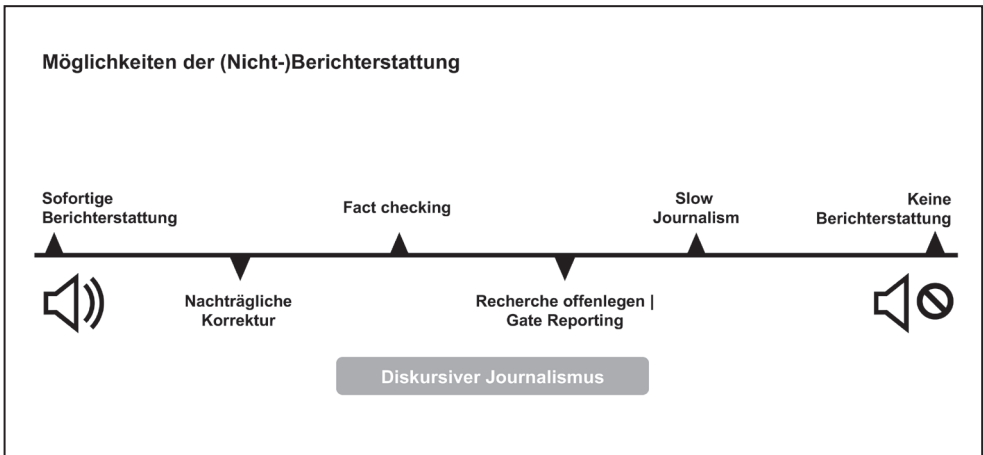 Möglichkeiten der (Nicht-)Berichterstattung
Sofortige
Berichterstattung
Fact checking
Slow
Journalism
Keine
Berichterstattung
Nachträgliche
Korrektur
Recherche offenlegen |
Gate Reporting
Diskursiver Journalismus